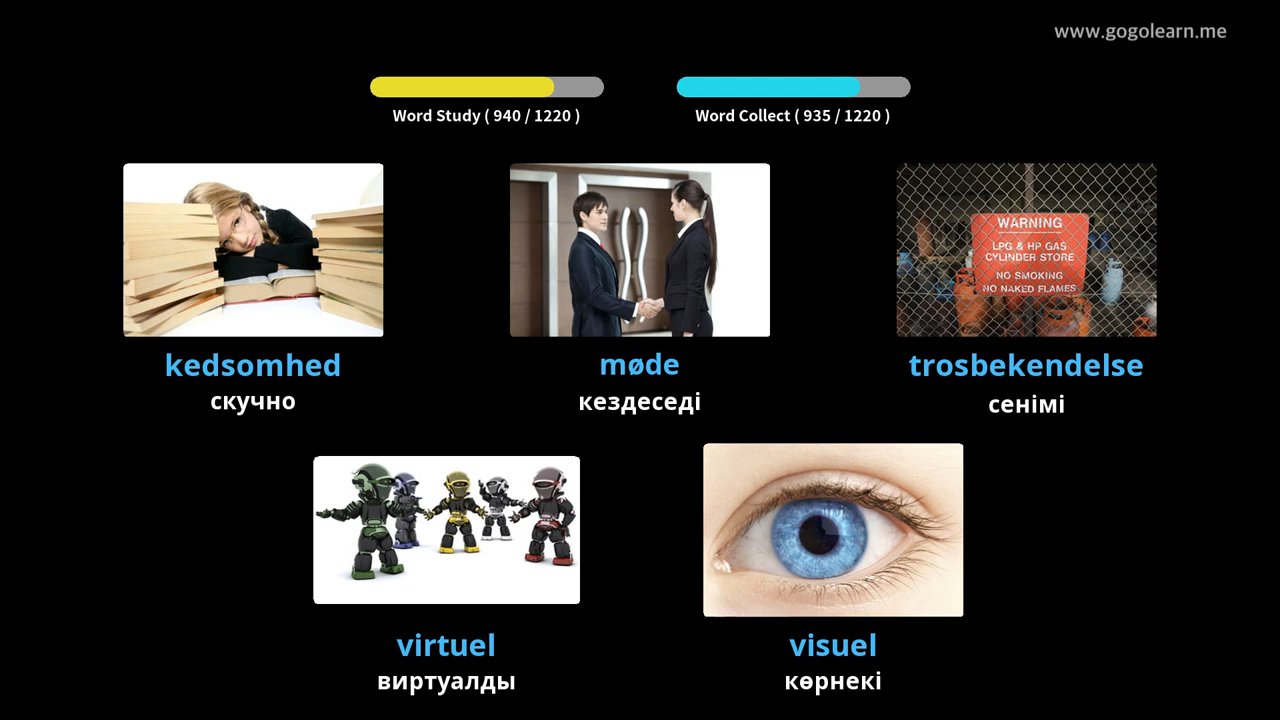 www.gogolearn.me
Word Study ( 940 / 1220 )
Word Collect ( 935 / 1220 )
WARNING
LPG & HP GAS
CYLINDER STORE
NO SMOKING
NO NAKED FLAMES
kedsomhed
møde
trosbekendelse
скучно
кездеседі
сенімі
virtuel
visuel
виртуалды
көрнекі